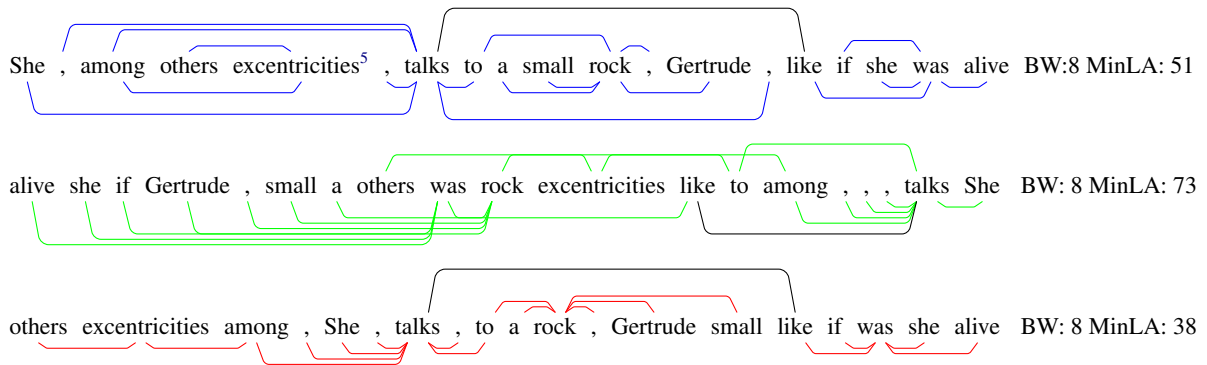 She , among others excentricities5 , talks to a small rock , Gertrude , like if she was alive BW:8 MinLA: 51
alive she if Gertrude , small a others was rock excentricities like to among , , , talks She BW: 8 MinLA: 73
others excentricities among , She , talks , to a rock , Gertrude small like if was she alive BW: 8 MinLA: 38